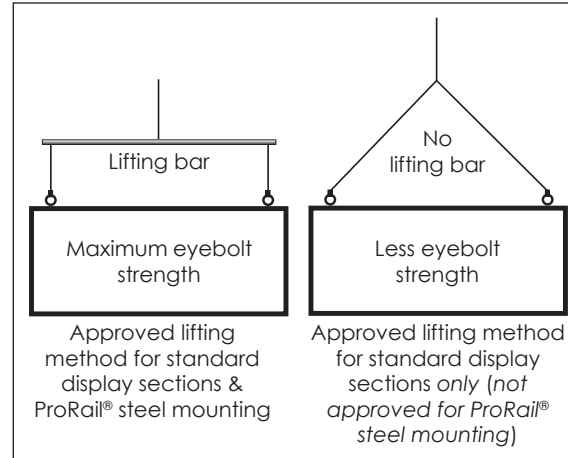 Lifting bar
Maximum eyebolt
strength
Approved lifting
method for standard
display sections &
ProRail® steel mounting
No
lifting bar
Less eyebolt
strength
Approved lifting method
for standard display
sections only (not
approved for ProRail®
steel mounting)